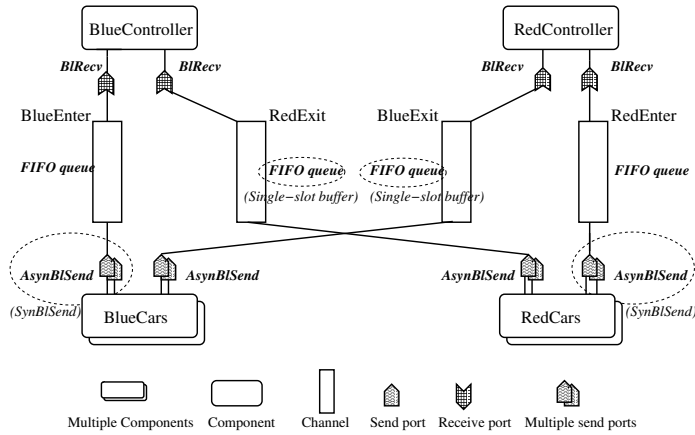 BlueController
RedController
BlRecv
BlRecv
BlRecv
BlRecv
BlueEnter
RedExit
BlueExit
RedEnter
FIFO queue
FIFO queue
FIFO queue
FIFO queue
(Single−slot buffer)
(Single−slot buffer)
AsynBlSend
AsynBlSend
AsynBlSend
AsynBlSend
(SynBlSend)
BlueCars
RedCars
(SynBlSend)
Multiple Components
Component
Channel
Send port
Receive port
Multiple send ports